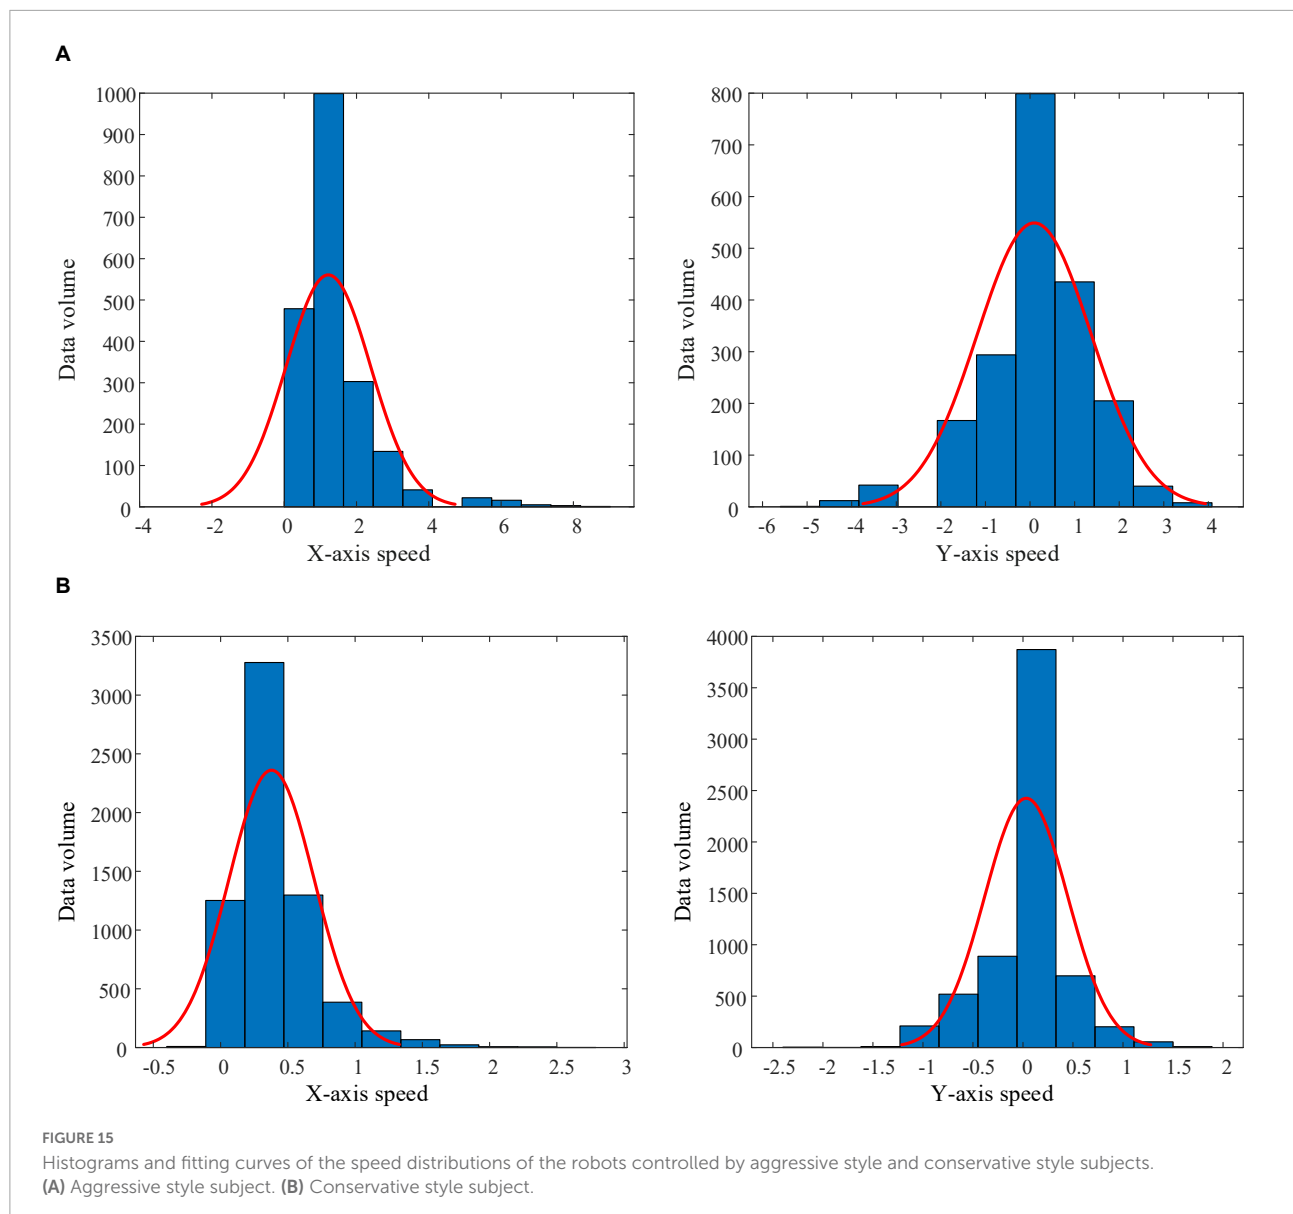 A
1000
900
800
700
600
500
400
300
200
100
0
-4 -2 0 2 4 6 8
Data volume
X-axis speed
800
700
600
500
400
300
200
100
0
-6 -5 -4 -3 -2 -1 0 1 2 3 4
Data volume
Y-axis speed
B
3500
3000
2500
2000
1500
1000
500
0
-0.5 0 0.5 1 1.5 2 2.5 3
Data volume
X-axis speed
4000
3500
3000
2500
2000
1500
1000
500
0
-2.5 -2 -1.5 -1 -0.5 0 0.5 1 1.5 2
Data volume
Y-axis speed
FIGURE 15
Histograms and fitting curves of the speed distributions of the robots controlled by aggressive style and conservative style subjects.
(A) Aggressive style subject. (B) Conservative style subject.